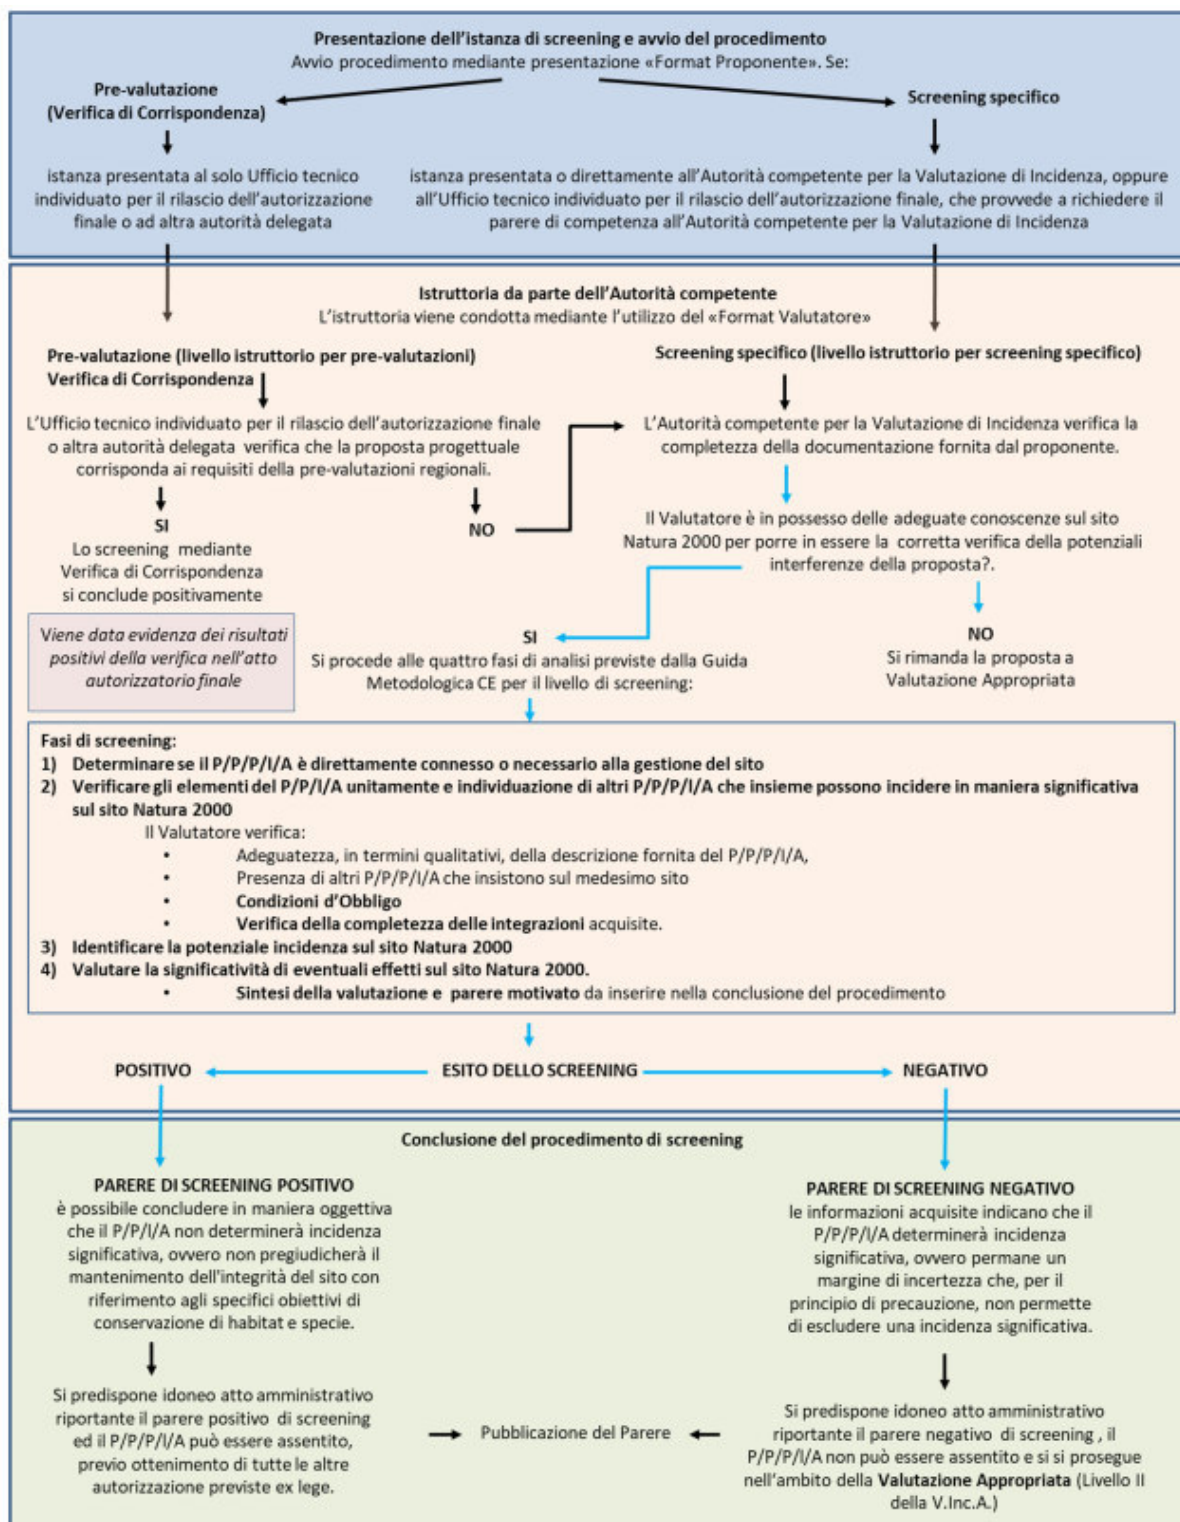 Presentazione dell'istanza di screening e avvio del procedimento
Avvio procedimento mediante presentazione «Format Proponente». Se:
Pre-valutazione
(Verifica di Corrispondenza)
Screening specifico
istanza presentata al solo Ufficio tecnico
individuato per il rilascio dell'autorizzazione
finale o ad altra autorità delegata
istanza presentata o direttamente all'Autorità competente per la Valutazione di Incidenza, oppure
all'Ufficio tecnico individuato per il rilascio dell'autorizzazione finale, che provvede a richiedere il
parere di competenza all'Autorità competente per la Valutazione di Incidenza
Istruttoria da parte dell'Autorità competente
L'istruttoria viene condotta mediante l'utilizzo del «Format Valutatore»
Pre-valutazione (livello istruttorio per pre-valutazioni)
Verifica di Corrispondenza
Screening specifico (livello istruttorio per screening specifico)
L'Ufficio tecnico individuato per il rilascio dell'autorizzazione finale
o altra autorità delegata verifica che la proposta progettuale
corrisponda ai requisiti della pre-valutazioni regionali.
L'Autorità competente per la Valutazione di Incidenza verifica la
completezza della documentazione fornita dal proponente.
SI
NO
Lo screening mediante
Verifica di Corrispondenza
si conclude positivamente
Il Valutatore è in possesso delle adeguate conoscenze sul sito
Natura 2000 per porre in essere la corretta verifica della potenziali
interferenze della proposta?.
Viene data evidenza dei risultati
positivi della verifica nell'atto
autorizzatorio finale
SI
Si procede alle quattro fasi di analisi previste dalla Guida
Metodologica CE per il livello di screening:
NO
Si rimanda la proposta a
Valutazione Appropriata
Fasi di screening:
1) Determinare se il P/P/P/I/A è direttamente connesso o necessario alla gestione del sito
2) Verificare gli elementi del P/P/I/A unitamente e individuazione di altri P/P/P/I/A che insieme possono incidere in maniera significativa
sul sito Natura 2000
Il Valutatore verifica:
• Adeguatezza, in termini qualitativi, della descrizione fornita del P/P/P/I/A,
• Presenza di altri P/P/P/I/A che insistono sul medesimo sito
• Condizioni d'Obbligo
• Verifica della completezza delle integrazioni acquisite.
3) Identificare la potenziale incidenza sul sito Natura 2000
4) Valutare la significatività di eventuali effetti sul sito Natura 2000.
• Sintesi della valutazione e parere motivato da inserire nella conclusione del procedimento
POSITIVO
ESITO DELLO SCREENING
NEGATIVO
Conclusione del procedimento di screening
PARERE DI SCREENING POSITIVO
è possibile concludere in maniera oggettiva
che il P/P/I/A non determinerà incidenza
significativa, ovvero non pregiudicherà il
mantenimento dell'integrità del sito con
riferimento agli specifici obiettivi di
conservazione di habitat e specie.
PARERE DI SCREENING NEGATIVO
le informazioni acquisite indicano che il
P/P/P/I/A determinerà incidenza
significativa, ovvero permane un
margine di incertezza che, per il
principio di precauzione, non permette
di escludere una incidenza significativa.
Si predispone idoneo atto amministrativo
riportante il parere positivo di screening
ed il P/P/P/I/A può essere assentito,
previo ottenimento di tutte le altre
autorizzazione previste ex lege.
Pubblicazione del Parere
Si predispone idoneo atto amministrativo
riportante il parere negativo di screening , il
P/P/P/I/A non può essere assentito e si si prosegue
nell'ambito della Valutazione Appropriata (Livello II
della V.Inc.A.)